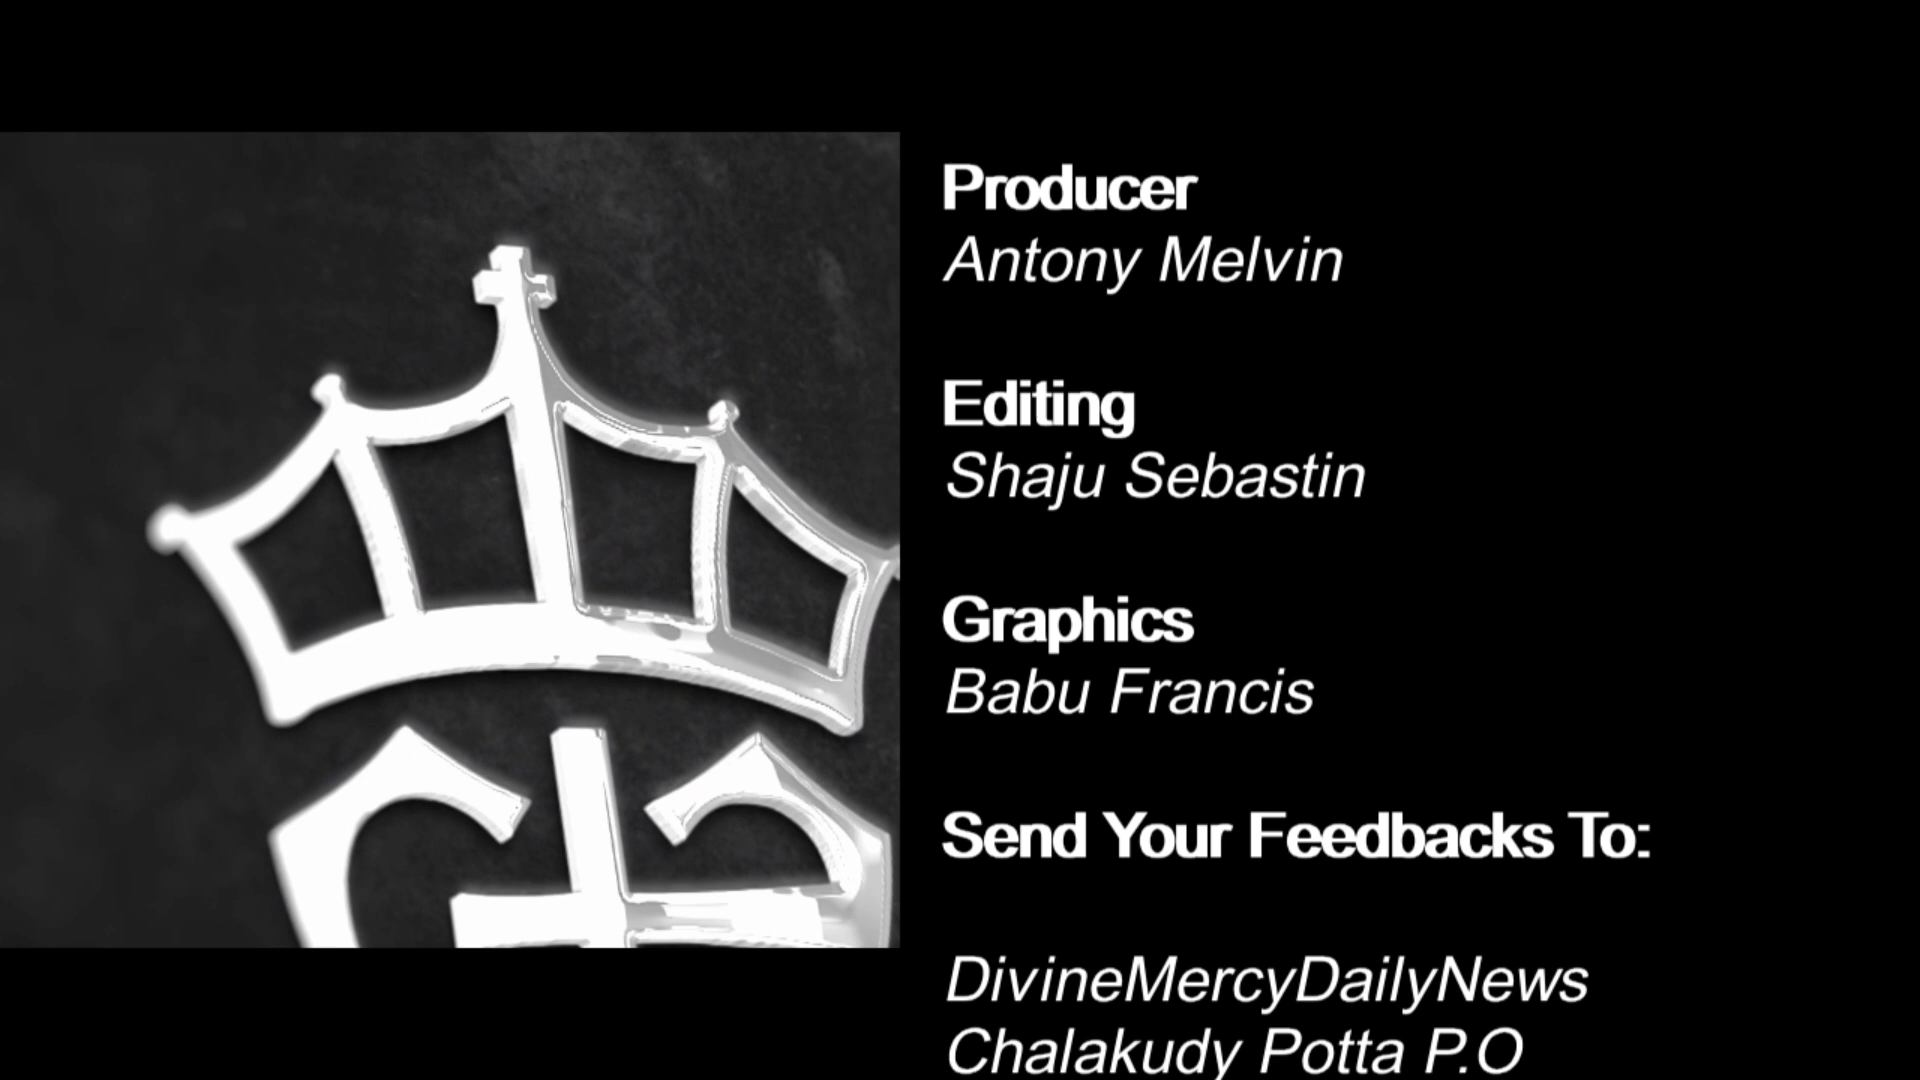 Producer
Antony Melvin
Editing
Shaju Sebastin
Graphics
Babu Francis
Send Your Feedbacks To:
DivineMercyDailyNews
Chalakudy Potta P.O